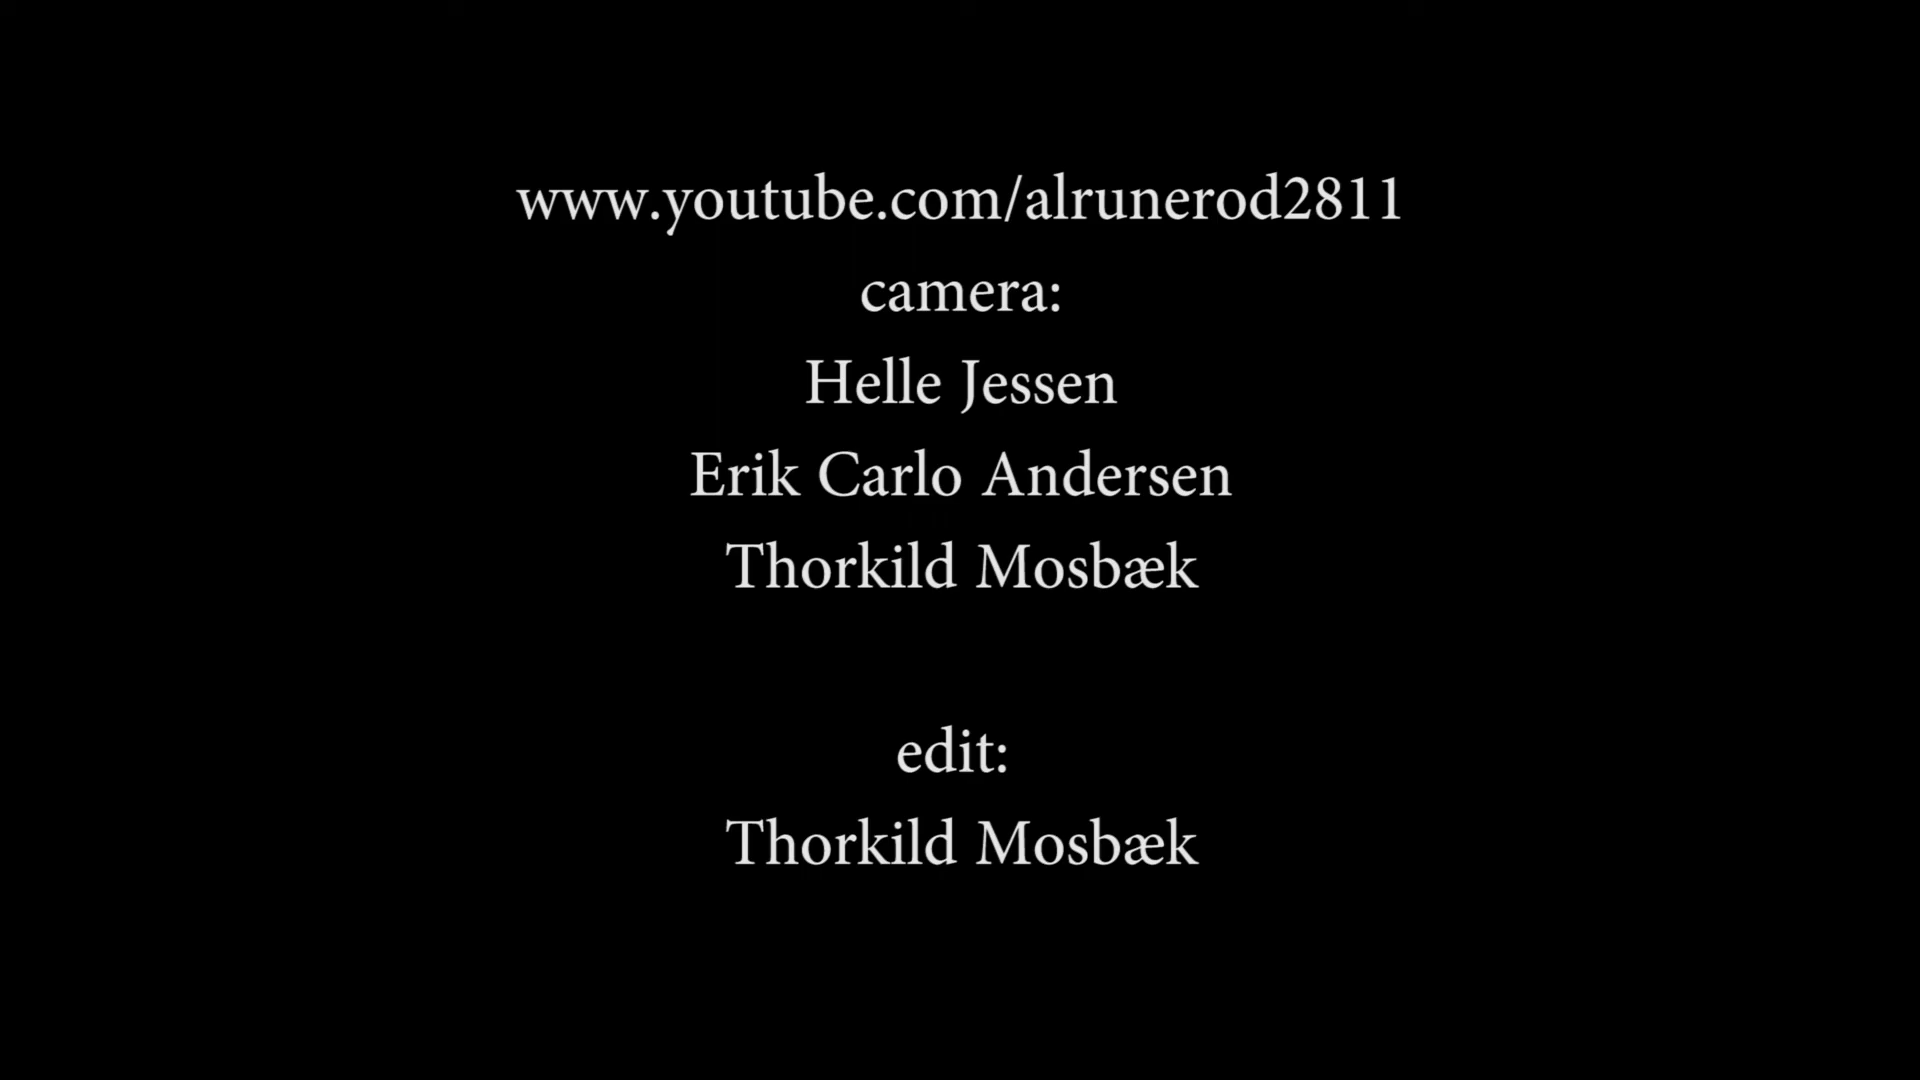 www.youtube.com/alrunerod2811
camera:
Helle Jessen
Erik Carlo Andersen
Thorkild Mosbæk
edit:
Thorkild Mosbæk